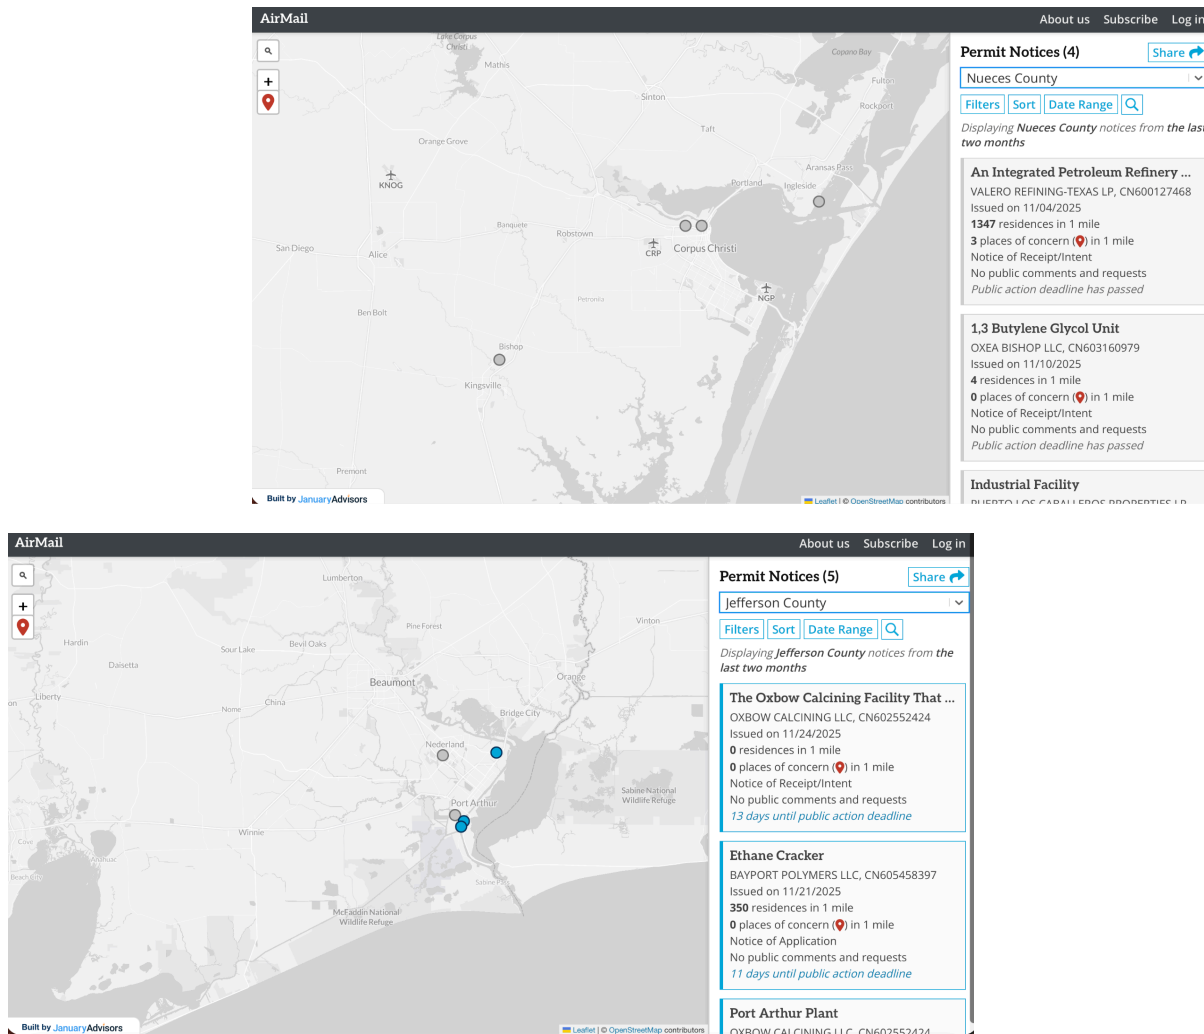 AirMail
About us Subscribe Log in
Lake Corpus
Christi
Mathis
Copano Bay
Fulton
Sinton
Rockport
Taft
Orange Grove
Aransas Pass
KNOG
Portland
Ingleside
Banquete
Robstown
San Diego
Alice
CRP
Corpus Christi
NGP
Petronila
Ben Bolt
Bishop
Kingsville
Premont
+
Built by JanuaryAdvisors
Leaflet | © OpenStreetMap contributors
Permit Notices (4)
Share
Nueces County
Filters Sort Date Range
Displaying Nueces County notices from the last
two months
An Integrated Petroleum Refinery ...
VALERO REFINING-TEXAS LP, CN600127468
Issued on 11/04/2025
1347 residences in 1 mile
3 places of concern () in 1 mile
Notice of Receipt/Intent
No public comments and requests
Public action deadline has passed
1,3 Butylene Glycol Unit
OXEA BISHOP LLC, CN603160979
Issued on 11/10/2025
4 residences in 1 mile
0 places of concern () in 1 mile
Notice of Receipt/Intent
No public comments and requests
Public action deadline has passed
Industrial Facility
PUERTO LOS CABALLEROS PROPERTIES LP
AirMail
About us Subscribe Log in
Lumberton
Vinton
Pine Forest
Hardin
Sour Lake
Bevil Oaks
Daisetta
Orange
Beaumont
Liberty
China
Nome
Bridge City
Nederland
Sabine National
Wildlife Refuge
Port Arthur
Winnie
Cove
Anahuac
Beach City
Sabine Pass
McFaddin National
Wildlife Refuge
+
Built by JanuaryAdvisors
Leaflet | © OpenStreetMap contributors
Permit Notices (5)
Share
Jefferson County
Filters Sort Date Range
Displaying Jefferson County notices from the
last two months
The Oxbow Calcining Facility That ...
OXBOW CALCINING LLC, CN602552424
Issued on 11/24/2025
0 residences in 1 mile
0 places of concern () in 1 mile
Notice of Receipt/Intent
No public comments and requests
13 days until public action deadline
Ethane Cracker
BAYPORT POLYMERS LLC, CN605458397
Issued on 11/21/2025
350 residences in 1 mile
0 places of concern () in 1 mile
Notice of Application
No public comments and requests
11 days until public action deadline
Port Arthur Plant
OXBOW CALCINING LLC, CN602552424